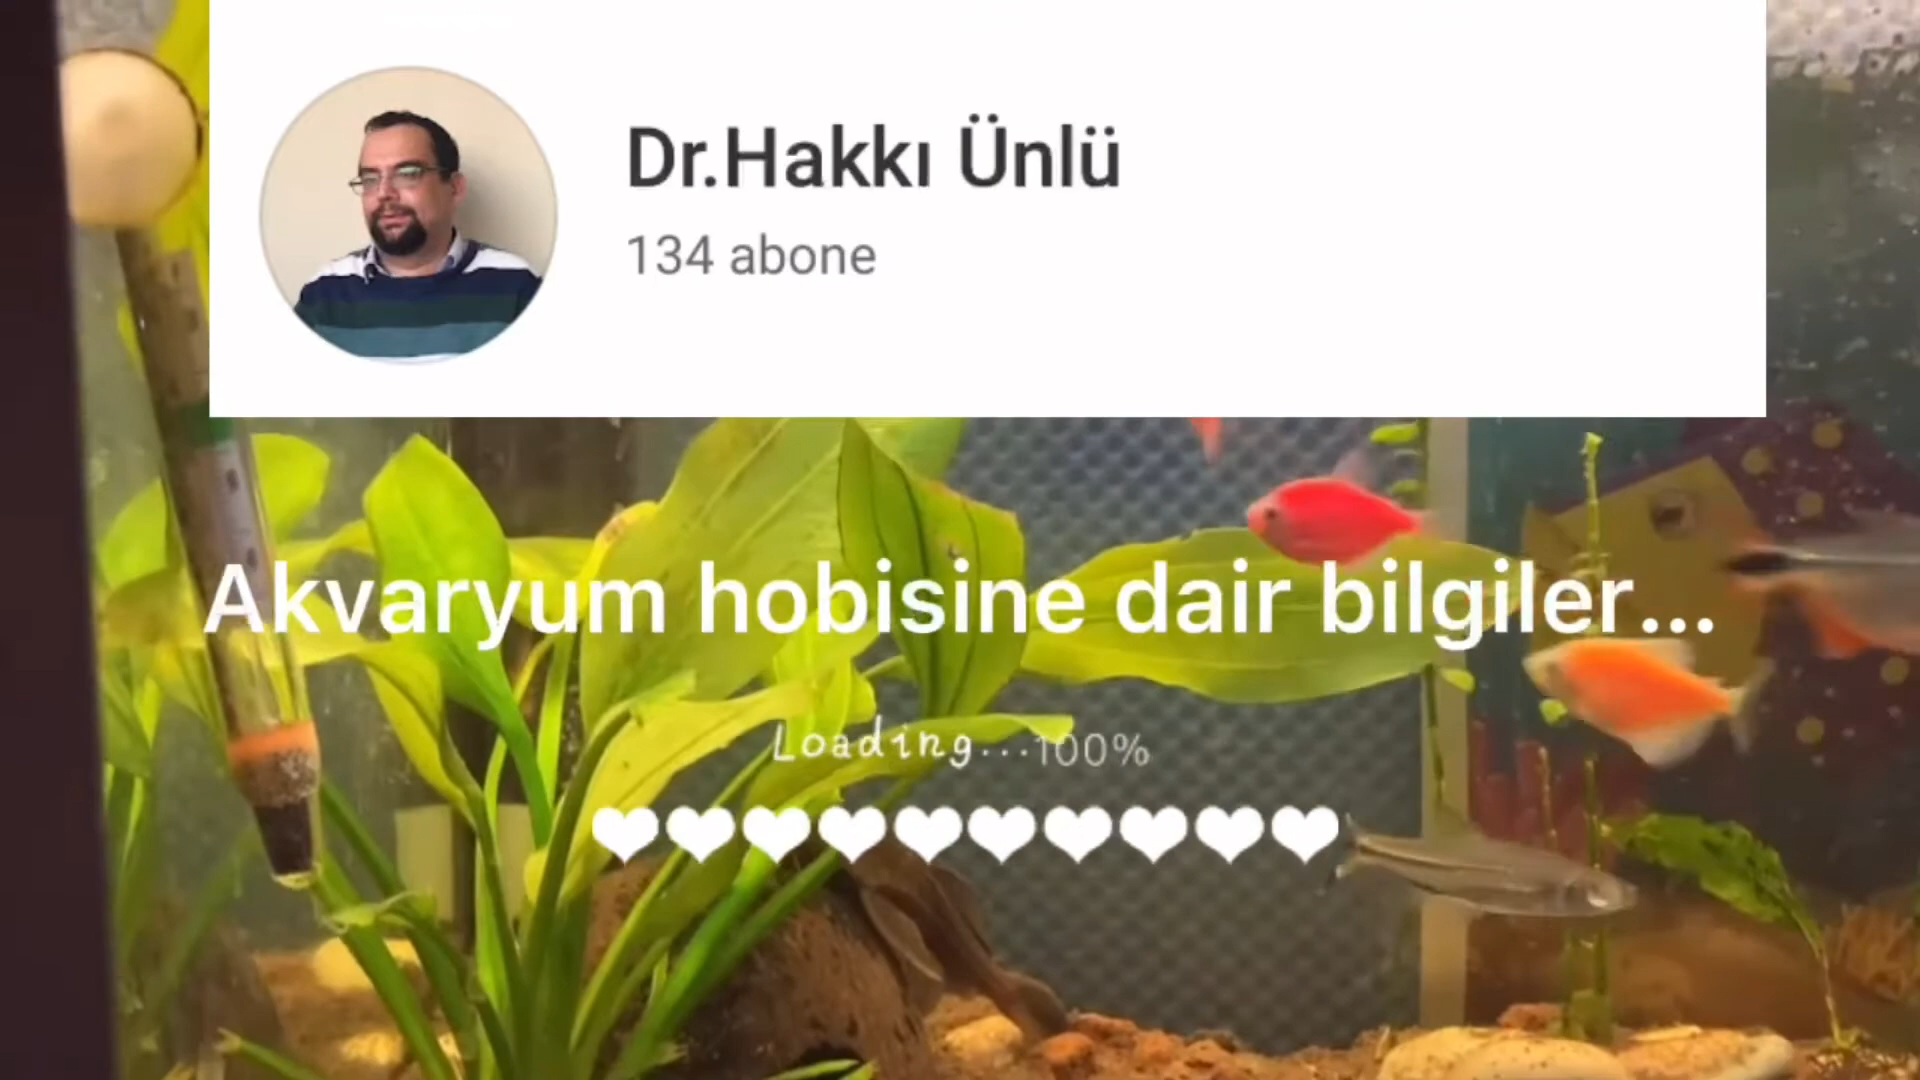 Dr.Hakkı Ünlü
134 abone
Akvaryum hobisine dair bilgiler...
Loading...100%